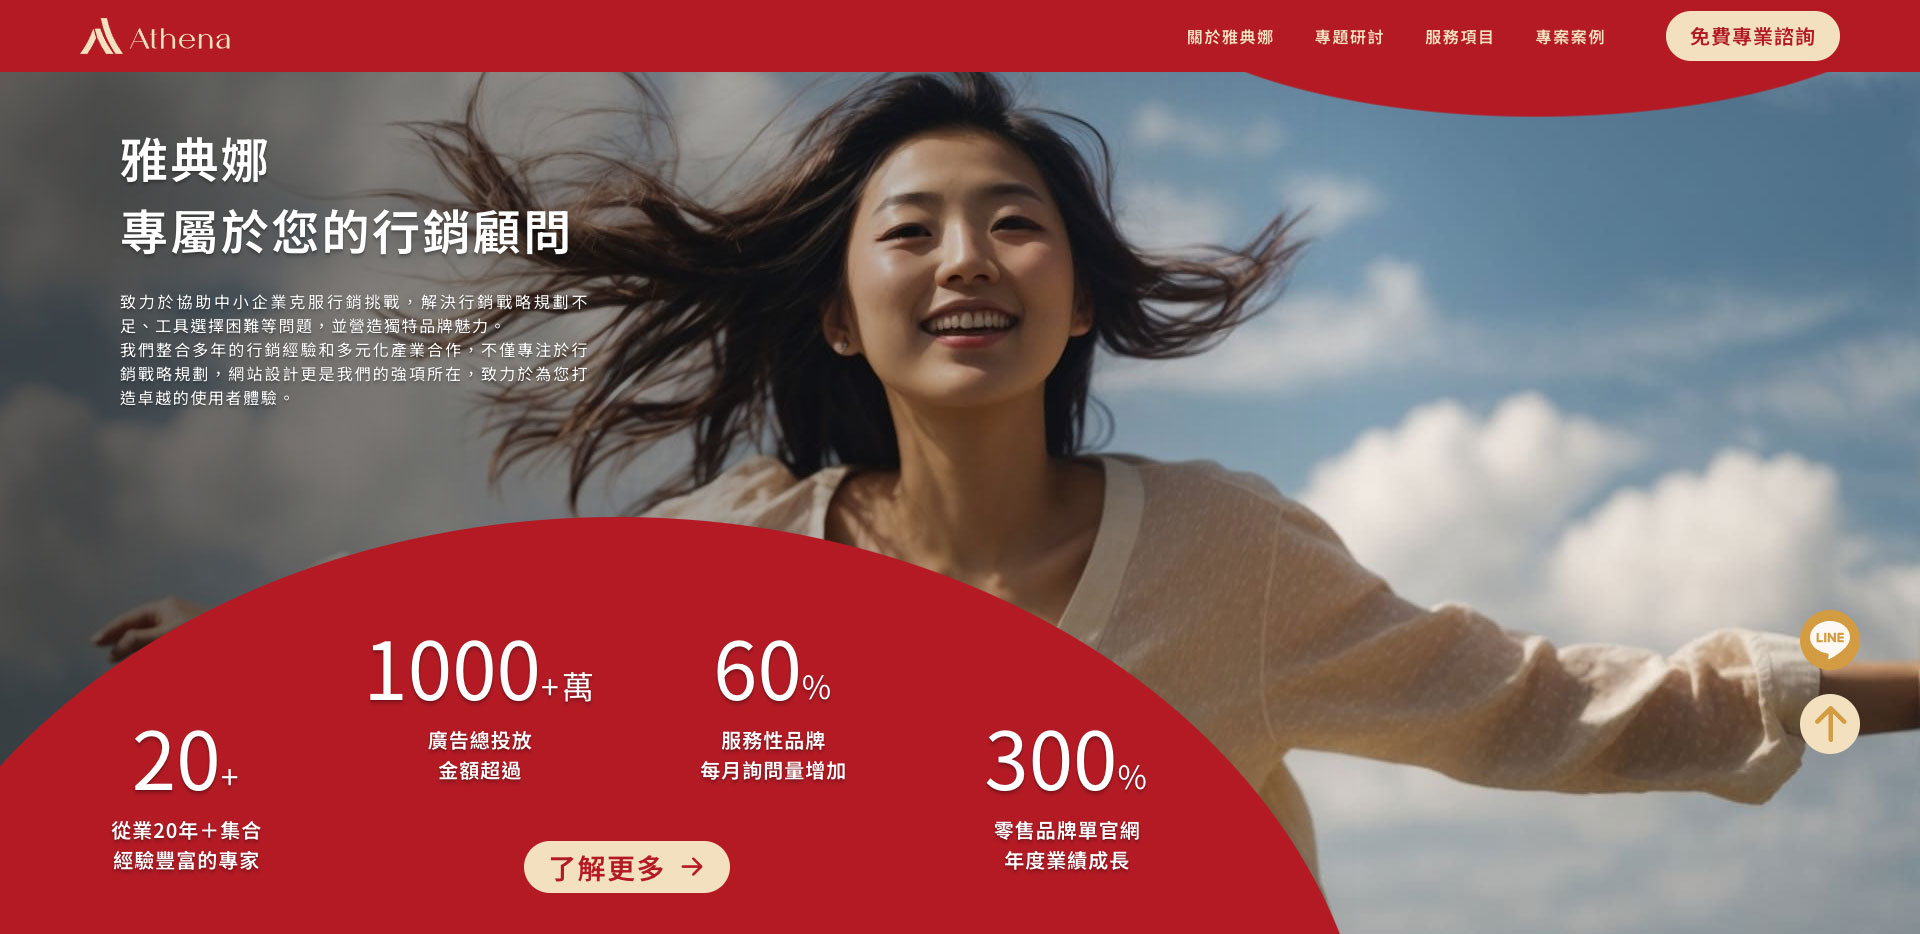 Athena
關於雅典娜
專題研討
服務項目
專案案例
免費專業諮詢
雅典娜
專屬於您的行銷顧問
致力於協助中小企業克服行銷挑戰，解決行銷戰略規劃不
足、工具選擇困難等問題，並營造獨特品牌魅力。
我們整合多年的行銷經驗和多元化產業合作，不僅專注於行
銷戰略規劃，網站設計更是我們的強項所在，致力於為您打
造卓越的使用者體驗。
20+
從業20年＋集合
經驗豐富的專家
1000+萬
廣告總投放
金額超過
60%
服務性品牌
每月詢問量增加
300%
零售品牌單官網
年度業績成長
了解更多
LINE